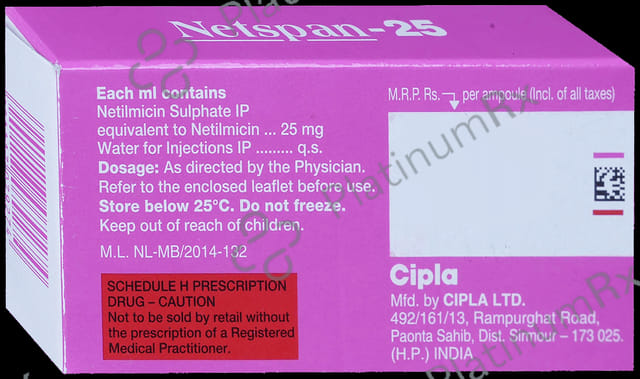 Netspan-25
Each ml contains
Netilmicin Sulphate IP
equivalent to Netilmicin ... 25 mg
Water for Injections IP ......... q.s.
Dosage: As directed by the Physician.
Refer to the enclosed leaflet before use.
Store below 25°C. Do not freeze.
Keep out of reach of children.
M.L. NL-MB/2014-132
SCHEDULE H PRESCRIPTION
DRUG – CAUTION
Not to be sold by retail without
the prescription of a Registered
Medical Practitioner.
M.R.P. Rs. per ampoule (Incl. of all taxes)
Cipla
Mfd. by CIPLA LTD.
492/161/13, Rampurghat Road,
Paonta Sahib, Dist. Sirmour – 173 025.
(H.P.) INDIA
PlatinumRx
PlatinumRx
PlatinumRx